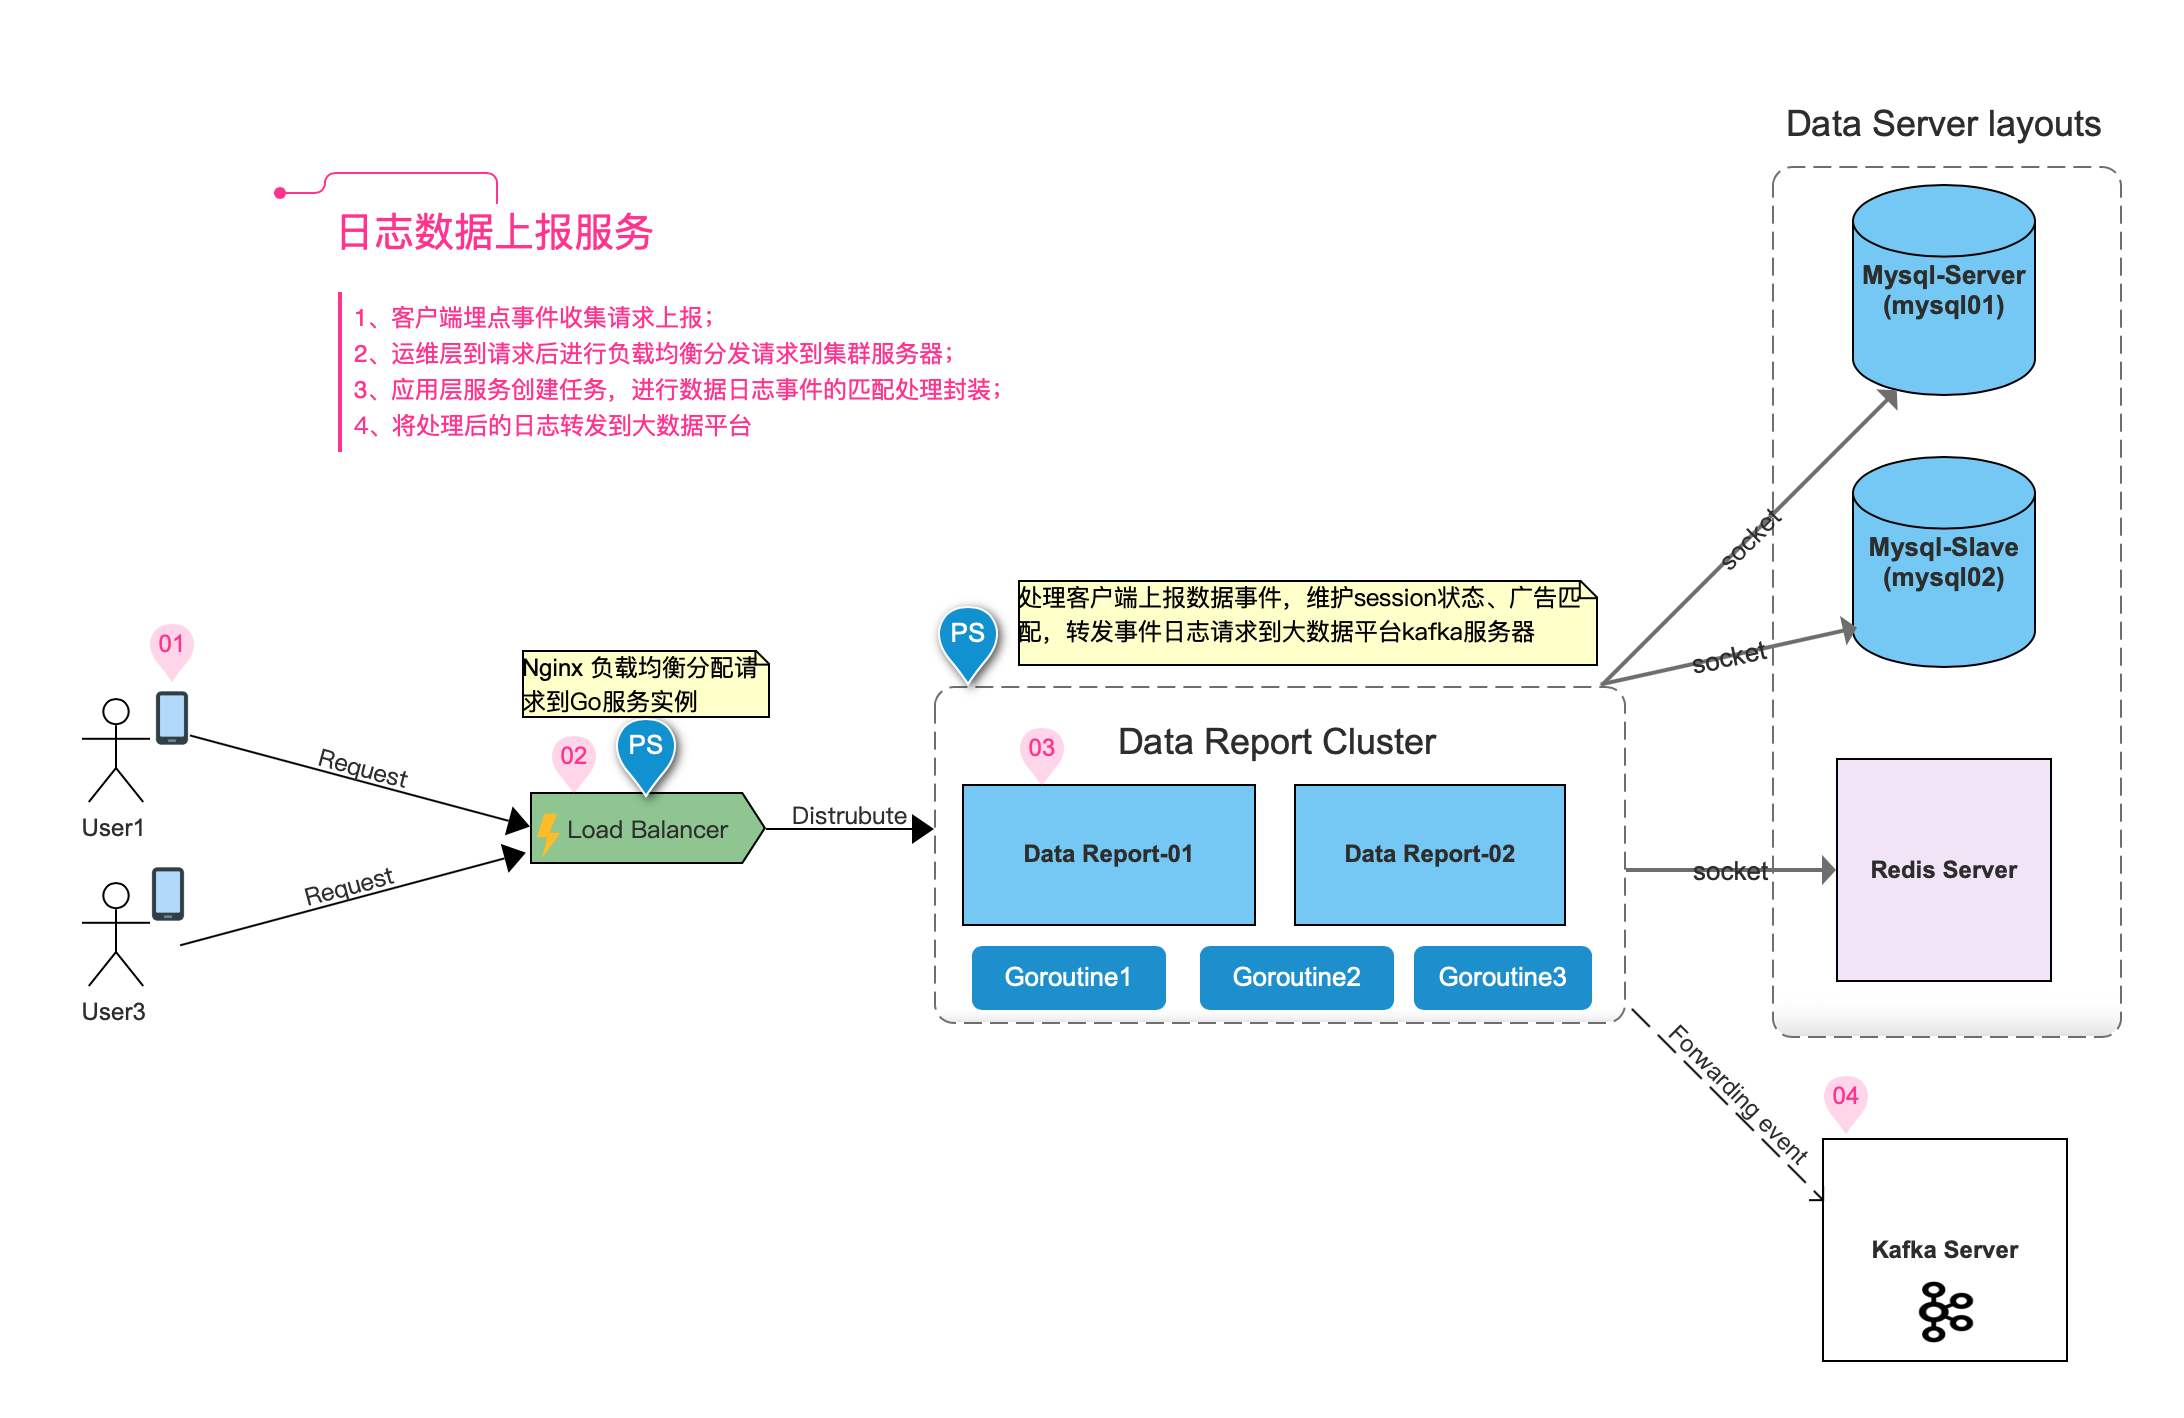 Data Server layouts
日志数据上报服务
1、客户端埋点事件收集请求上报；
2、运维层到请求后进行负载均衡分发请求到集群服务器；
3、应用层服务创建任务，进行数据日志事件的匹配处理封装；
4、将处理后的日志转发到大数据平台
Mysql-Server
(mysql01)
socket
Mysql-Slave
(mysql02)
socket
处理客户端上报数据事件，维护session状态、广告匹
配，转发事件日志请求到大数据平台kafka服务器
PS
01
Nginx 负载均衡分配请
求到Go服务实例
PS
02
User1
Request
Load Balancer
Distrubute
Request
User3
Data Report Cluster
03
Data Report-01
Data Report-02
Goroutine1
Goroutine2
Goroutine3
socket
Redis Server
Forwarding event
04
Kafka Server